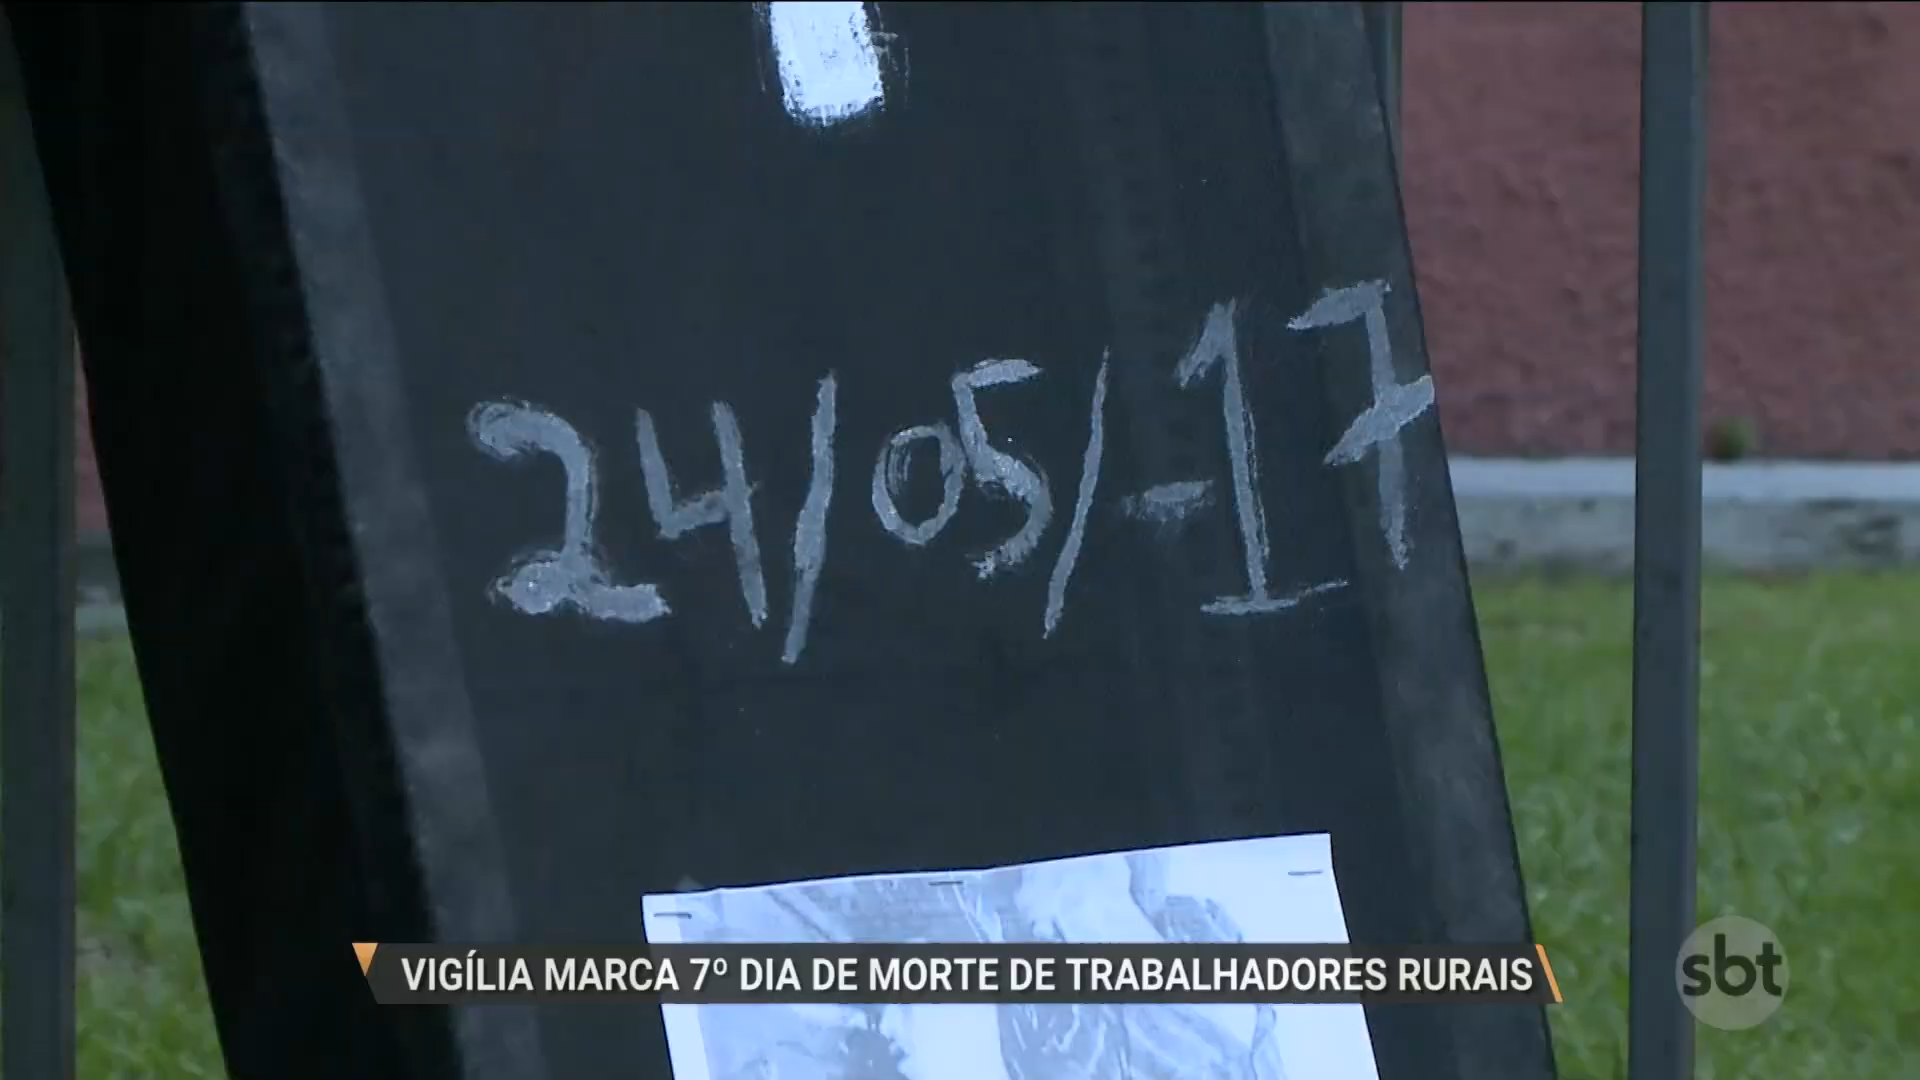 24/05/-17
VIGÍLIA MARCA 7º DIA DE MORTE DE TRABALHADORES RURAIS
sbt